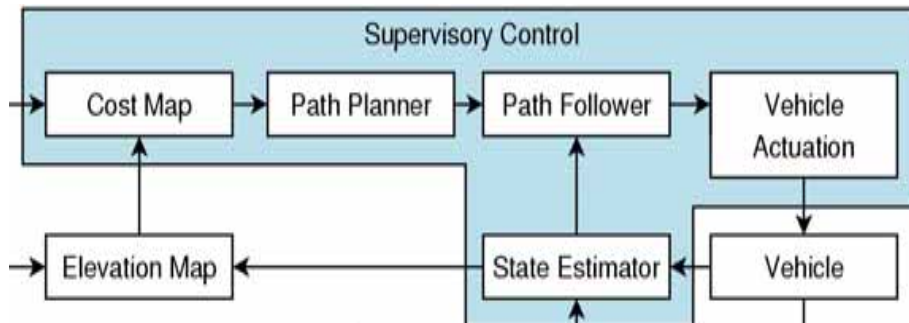 Supervisory Control
Cost Map
Path Planner
Path Follower
Vehicle
Actuation
Elevation Map
State Estimator
Vehicle